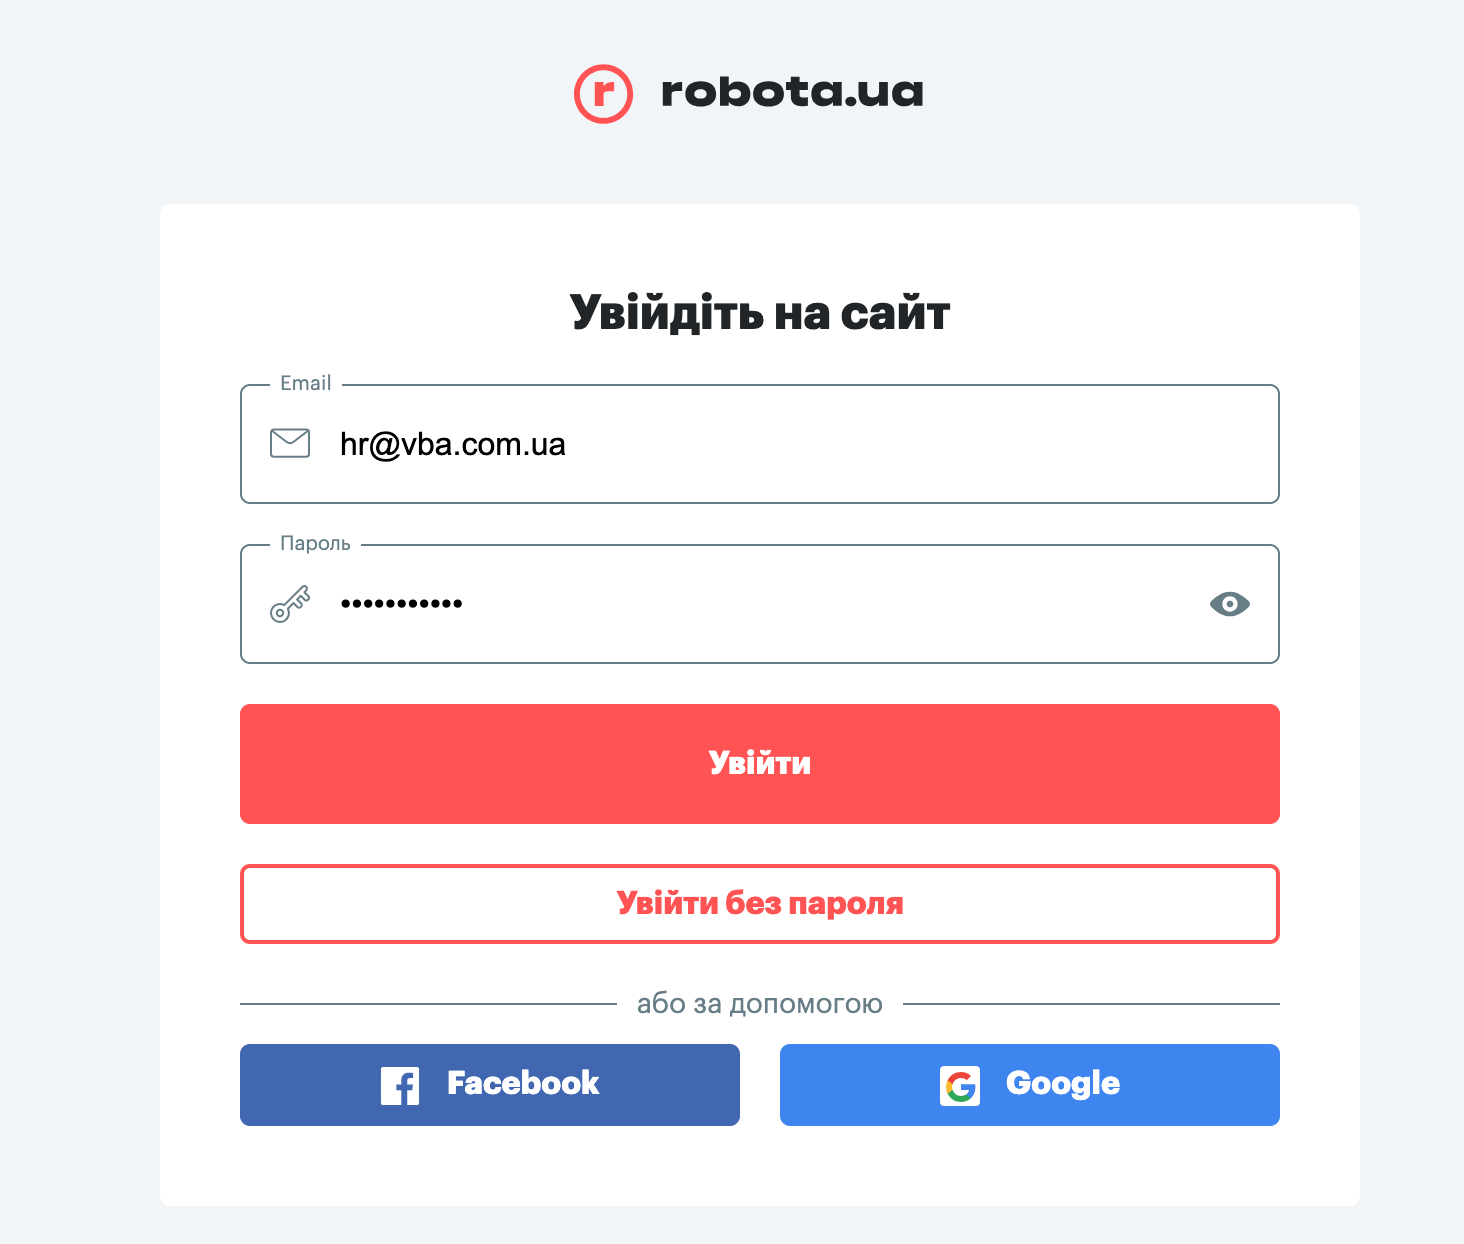 r robota.ua
Увійдіть на сайт
Email
hr@vba.com.ua
Пароль
•••••••••••
Увійти
Увійти без пароля
або за допомогою
Facebook
Google